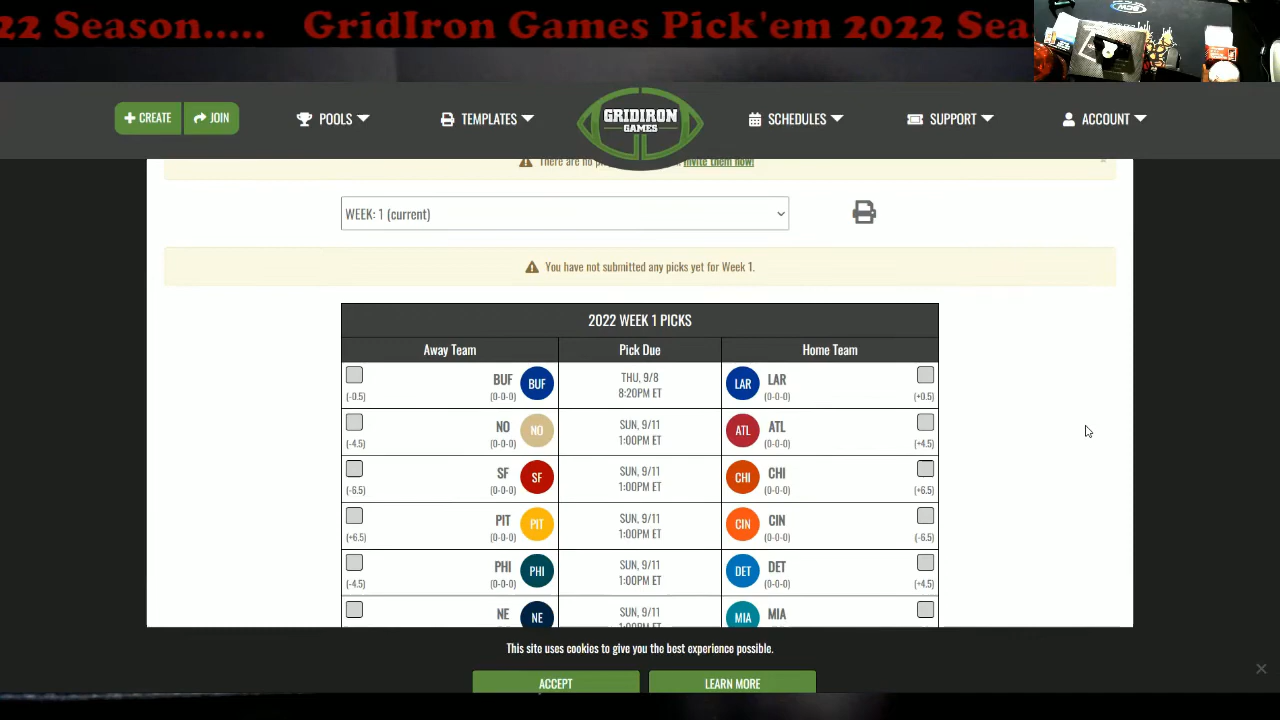 22 Season..... GridIron Games Pick'em 2022 Sea
CREATE
JOIN
POOLS
TEMPLATES
GRIDIRON
GAMES
SCHEDULES
SUPPORT
ACCOUNT
There are no
invite them now!
WEEK: 1 (current)
You have not submitted any picks yet for Week 1.
2022 WEEK 1 PICKS
Away Team Pick Due Home Team
(-0.5) BUF (0-0-0) BUF THU, 9/8 8:20PM ET LAR LAR (0-0-0) (+0.5)
(-4.5) NO (0-0-0) NO SUN, 9/11 1:00PM ET ATL ATL (0-0-0) (+4.5)
(-6.5) SF (0-0-0) SF SUN, 9/11 1:00PM ET CHI CHI (0-0-0) (+6.5)
(+6.5) PIT (0-0-0) PIT SUN, 9/11 1:00PM ET CIN CIN (0-0-0) (-6.5)
(-4.5) PHI (0-0-0) PHI SUN, 9/11 1:00PM ET DET DET (0-0-0) (+4.5)
NE NE SUN, 9/11 1:00PM ET MIA MIA
This site uses cookies to give you the best experience possible.
ACCEPT
LEARN MORE